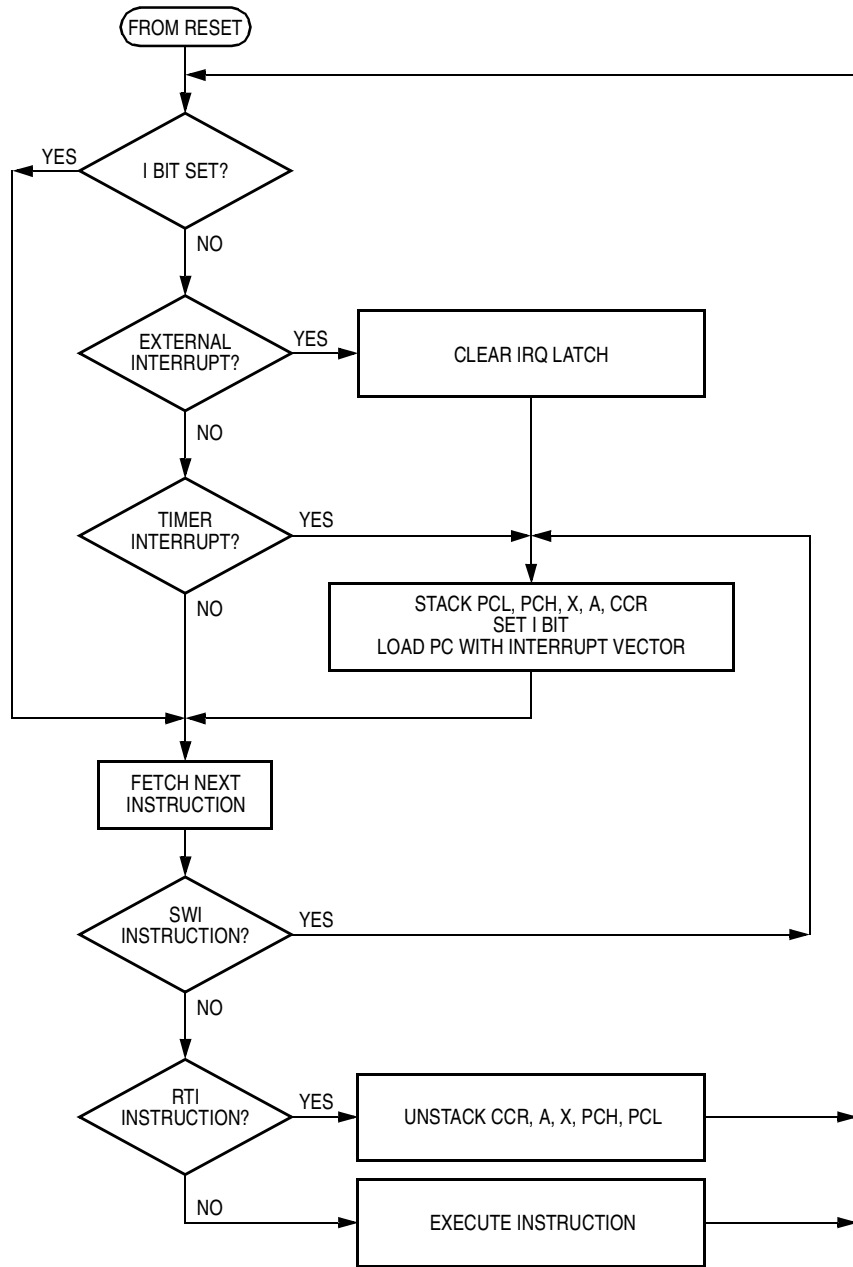 FROM RESET
YES
I BIT SET?
NO
EXTERNAL
INTERRUPT?
YES
CLEAR IRQ LATCH
NO
TIMER
INTERRUPT?
YES
NO
STACK PCL, PCH, X, A, CCR
SET I BIT
LOAD PC WITH INTERRUPT VECTOR
FETCH NEXT
INSTRUCTION
SWI
INSTRUCTION?
YES
NO
RTI
INSTRUCTION?
YES
UNSTACK CCR, A, X, PCH, PCL
NO
EXECUTE INSTRUCTION